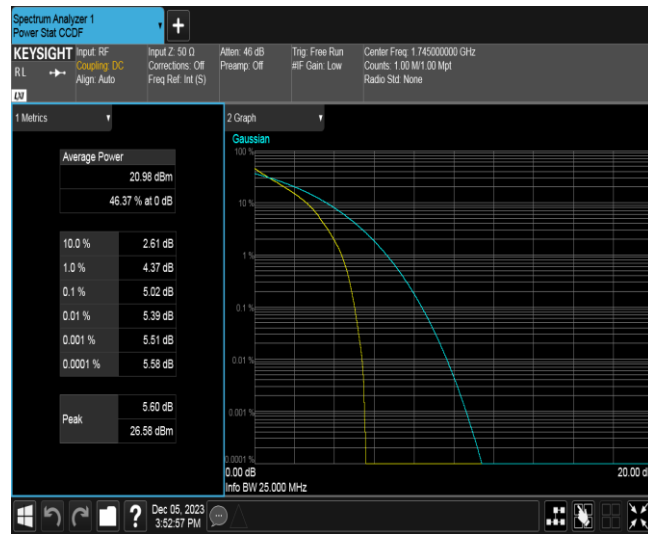 Spectrum Analyzer 1
Power Stat CCDF
+
KEYSIGHT
RL
LXI
Input: RF
Coupling: DC
Align: Auto
Input Z: 50 Ω
Corrections: Off
Freq Ref: Int (S)
Atten: 46 dB
Preamp: Off
Trig: Free Run
#IF Gain: Low
Center Freq: 1.745000000 GHz
Counts: 1.00 M/1.00 Mpt
Radio Std: None
1 Metrics
Average Power
20.98 dBm
46.37 % at 0 dB
10.0 % 2.61 dB
1.0 % 4.37 dB
0.1 % 5.02 dB
0.01 % 5.39 dB
0.001 % 5.51 dB
0.0001 % 5.58 dB
Peak
5.60 dB
26.58 dBm
2 Graph
Gaussian
100 %
10 %
1 %
0.1 %
0.01 %
0.001 %
0.0001 %
0.00 dB
20.00 d
Info BW 25.000 MHz
?
Dec 05, 2023
3:52:57 PM